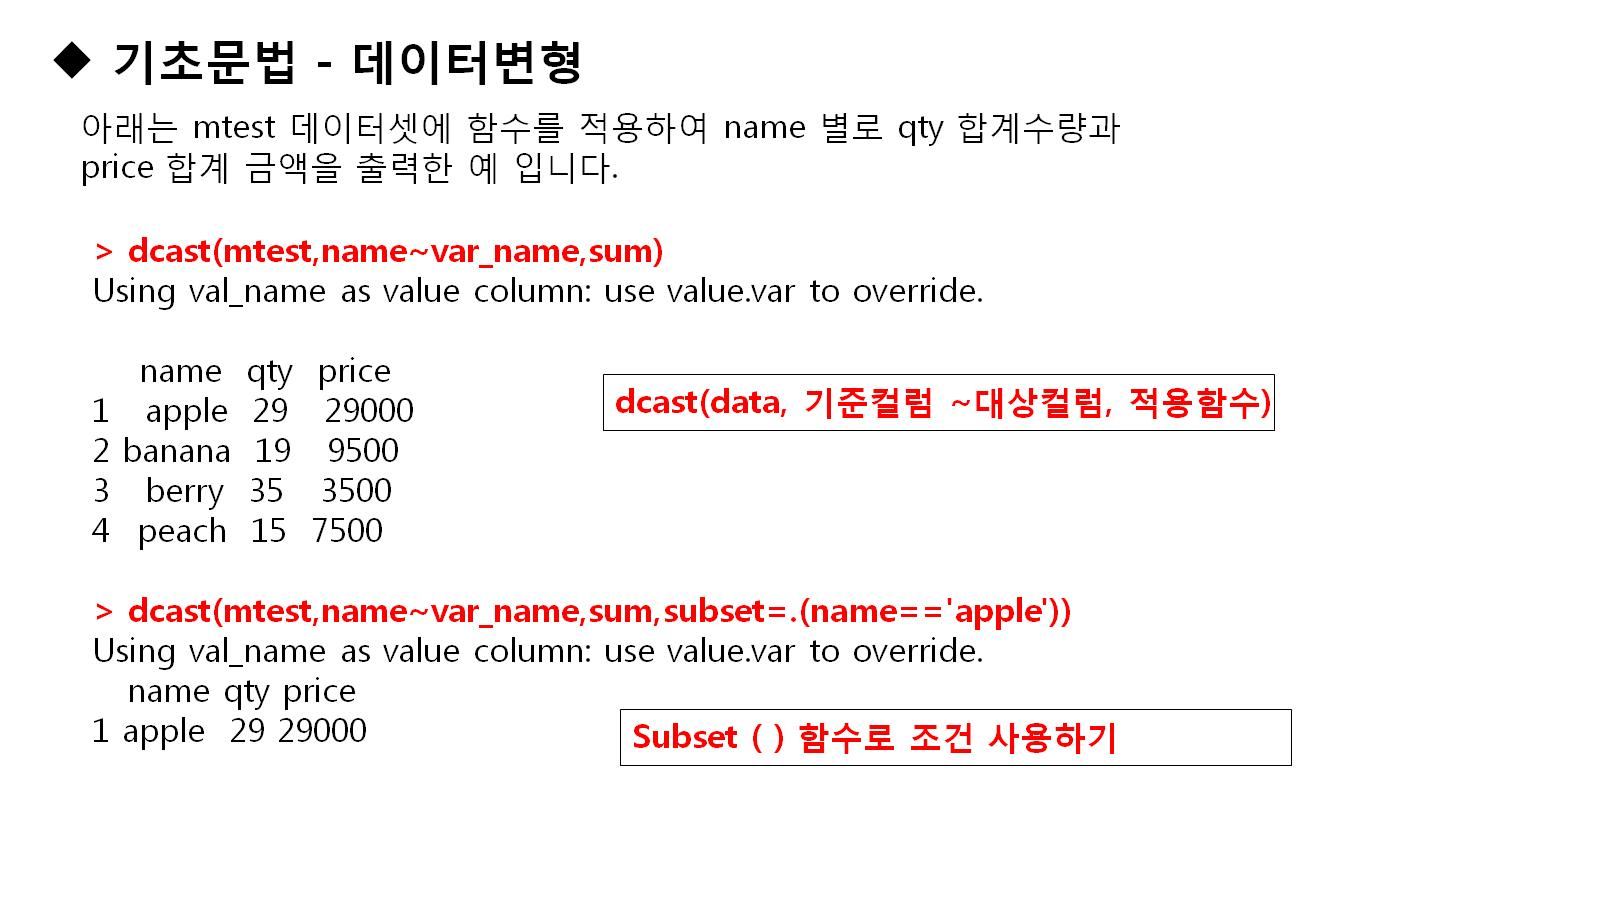 ◆ 기초문법 - 데이터변형
아래는 mtest 데이터셋에 함수를 적용하여 name 별로 qty 합계수량과
price 합계 금액을 출력한 예 입니다.
> dcast(mtest,name~var_name,sum)
Using val_name as value column: use value.var to override.
name qty price
1 apple 29 29000
2 banana 19 9500
3 berry 35 3500
4 peach 15 7500
dcast(data, 기준컬럼 ~대상컬럼, 적용함수)
> dcast(mtest,name~var_name,sum,subset=.(name=='apple'))
Using val_name as value column: use value.var to override.
name qty price
1 apple 29 29000
Subset ( ) 함수로 조건 사용하기